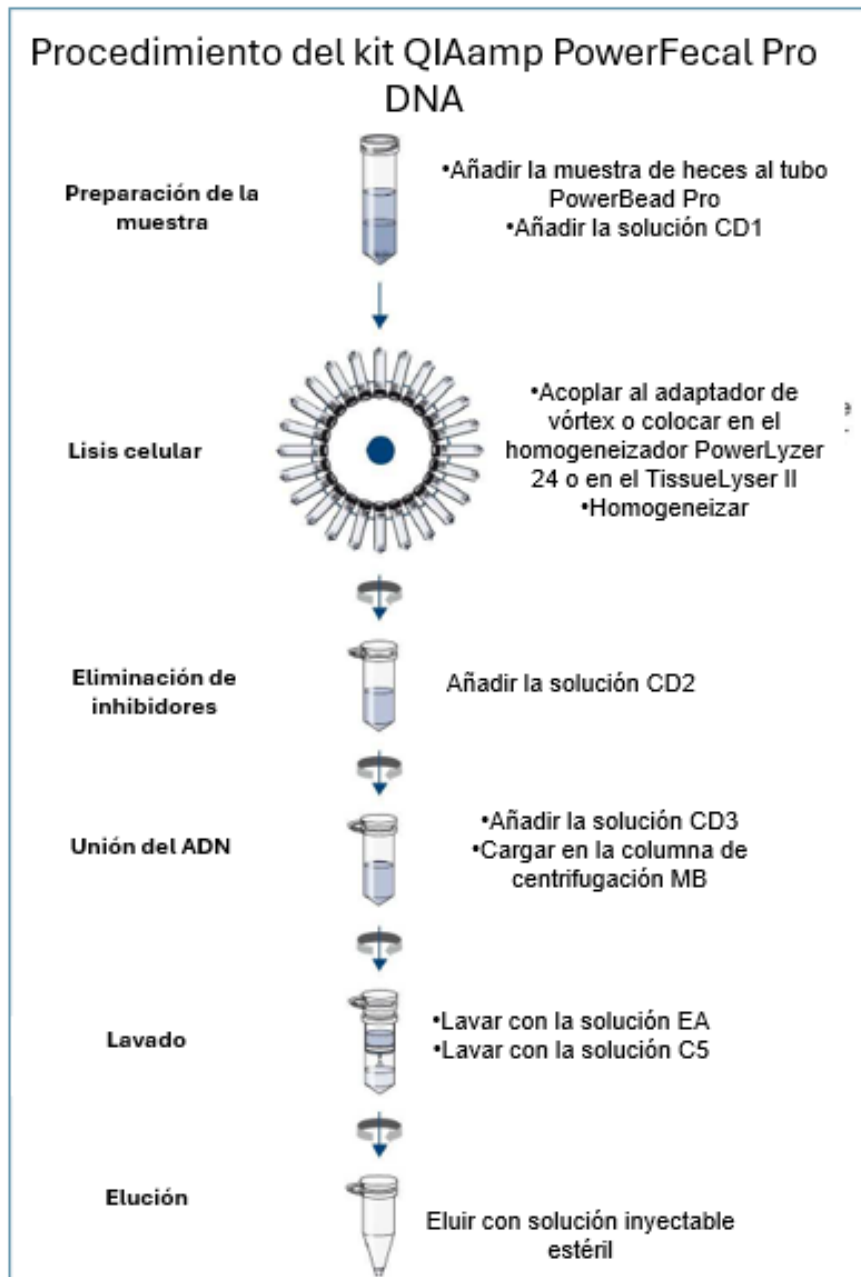 Procedimiento del kit QIAamp PowerFecal Pro
DNA
Preparación de la
muestra
•Añadir la muestra de heces al tubo
PowerBead Pro
•Añadir la solución CD1
Lisis celular
•Acoplar al adaptador de
vórtex o colocar en el
homogeneizador PowerLyzer
24 o en el TissueLyser II
•Homogeneizar
Eliminación de
inhibidores
Añadir la solución CD2
Unión del ADN
•Añadir la solución CD3
•Cargar en la columna de
centrifugación MB
Lavado
•Lavar con la solución EA
•Lavar con la solución C5
Elución
Eluir con solución inyectable
estéril